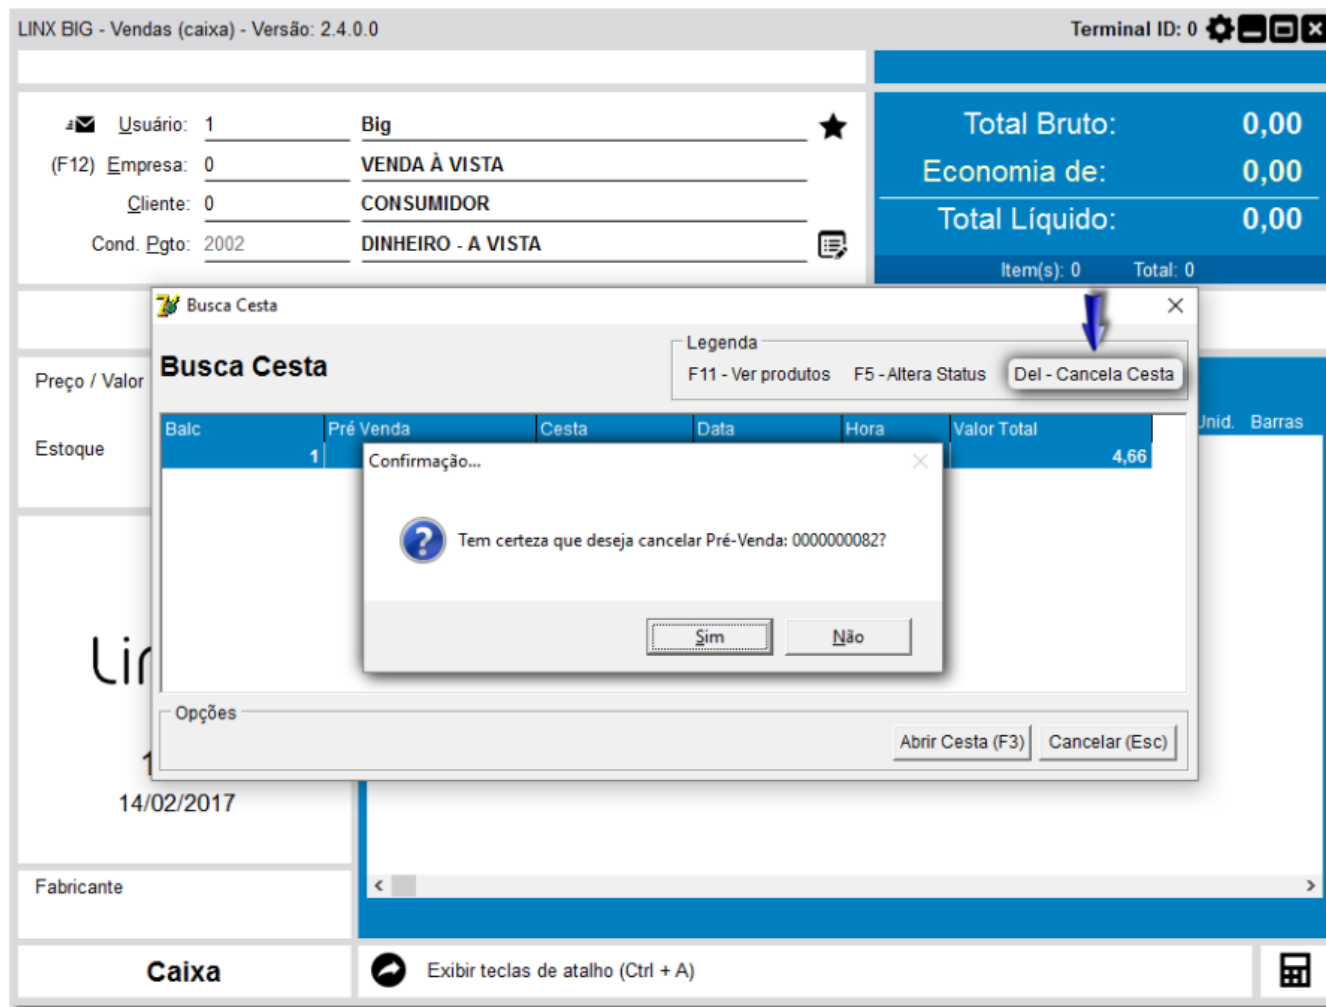 LINX BIG - Vendas (caixa) - Versão: 2.4.0.0
Terminal ID: 0
Usuário: 1 Big
(F12) Empresa: 0 VENDA À VISTA
Cliente: 0 CONSUMIDOR
Cond. Pgto: 2002 DINHEIRO - A VISTA
Total Bruto: 0,00
Economia de: 0,00
Total Líquido: 0,00
Item(s): 0 Total: 0
Busca Cesta
Busca Cesta
Legenda
F11 - Ver produtos F5 - Altera Status Del - Cancela Cesta
Preço / Valor
Estoque
Balc Pré Venda Cesta Data Hora Valor Total
1 4,66
Barras
Confirmação...
Tem certeza que deseja cancelar Pré-Venda: 0000000082?
Sim Não
Opções
Abrir Cesta (F3) Cancelar (Esc)
14/02/2017
Fabricante
Caixa
Exibir teclas de atalho (Ctrl + A)